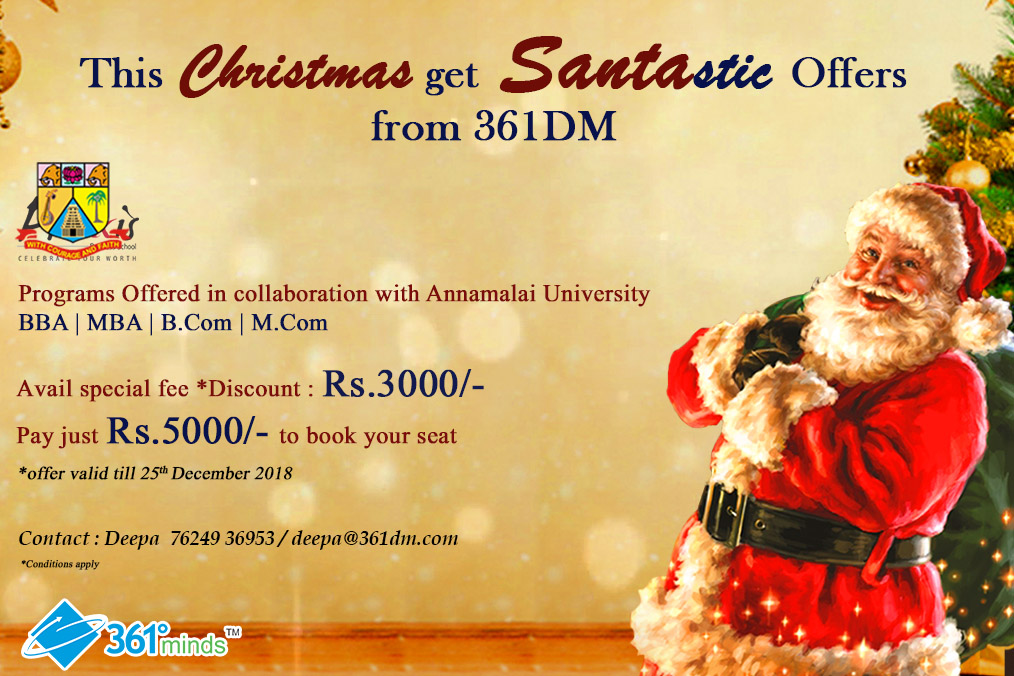 This Christmas get Santastic Offers
from 361DM
WITH COURAGE AND FAITH
School
CELEBRATE YOUR WORTH
Programs Offered in collaboration with Annamalai University
BBA | MBA | B.Com | M.Com
Avail special fee *Discount : Rs.3000/-
Pay just Rs.5000/- to book your seat
*offer valid till 25th December 2018
Contact : Deepa 76249 36953 / deepa@361dm.com
*Conditions apply
361°minds™